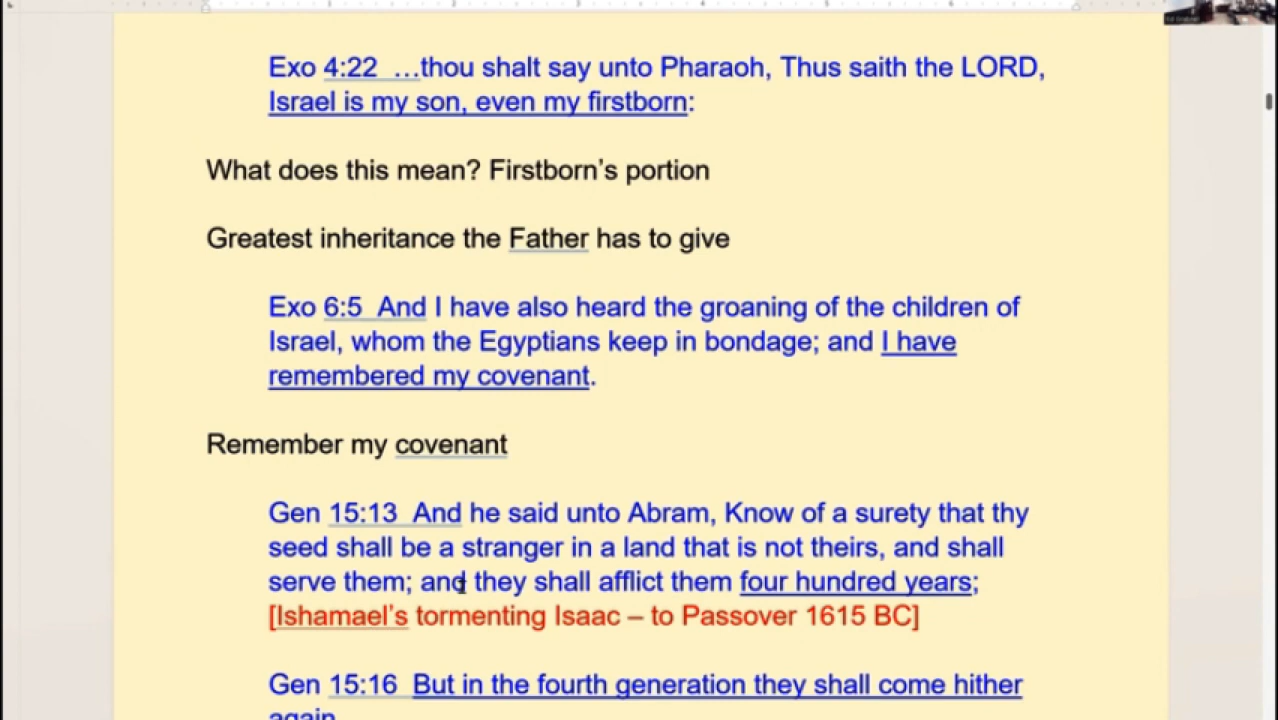 Exo 4:22  …thou shalt say unto Pharaoh, Thus saith the LORD,
Israel is my son, even my firstborn:
What does this mean? Firstborn’s portion
Greatest inheritance the Father has to give
Exo 6:5  And I have also heard the groaning of the children of
Israel, whom the Egyptians keep in bondage; and I have
remembered my covenant.
Remember my covenant
Gen 15:13  And he said unto Abram, Know of a surety that thy
seed shall be a stranger in a land that is not theirs, and shall
serve them; and they shall afflict them four hundred years;
[Ishamael’s tormenting Isaac – to Passover 1615 BC]
Gen 15:16  But in the fourth generation they shall come hither
again